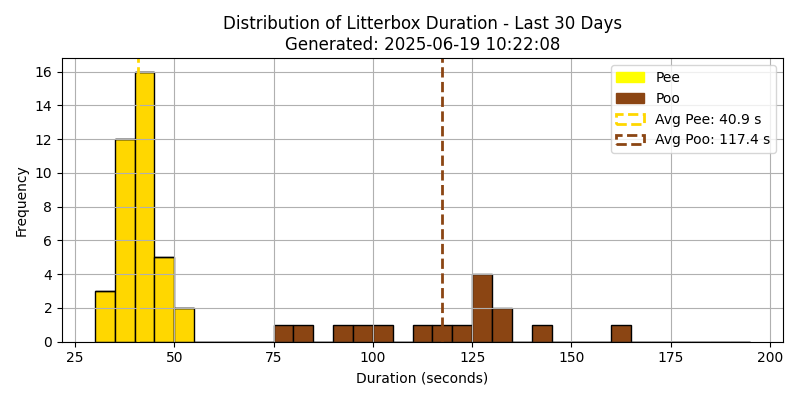 Distribution of Litterbox Duration - Last 30 Days
Generated: 2025-06-19 10:22:08
Pee
Poo
Avg Pee: 40.9 s
Avg Poo: 117.4 s
Frequency
16
14
12
10
8
6
4
2
0
25 50 75 100 125 150 175 200
Duration (seconds)